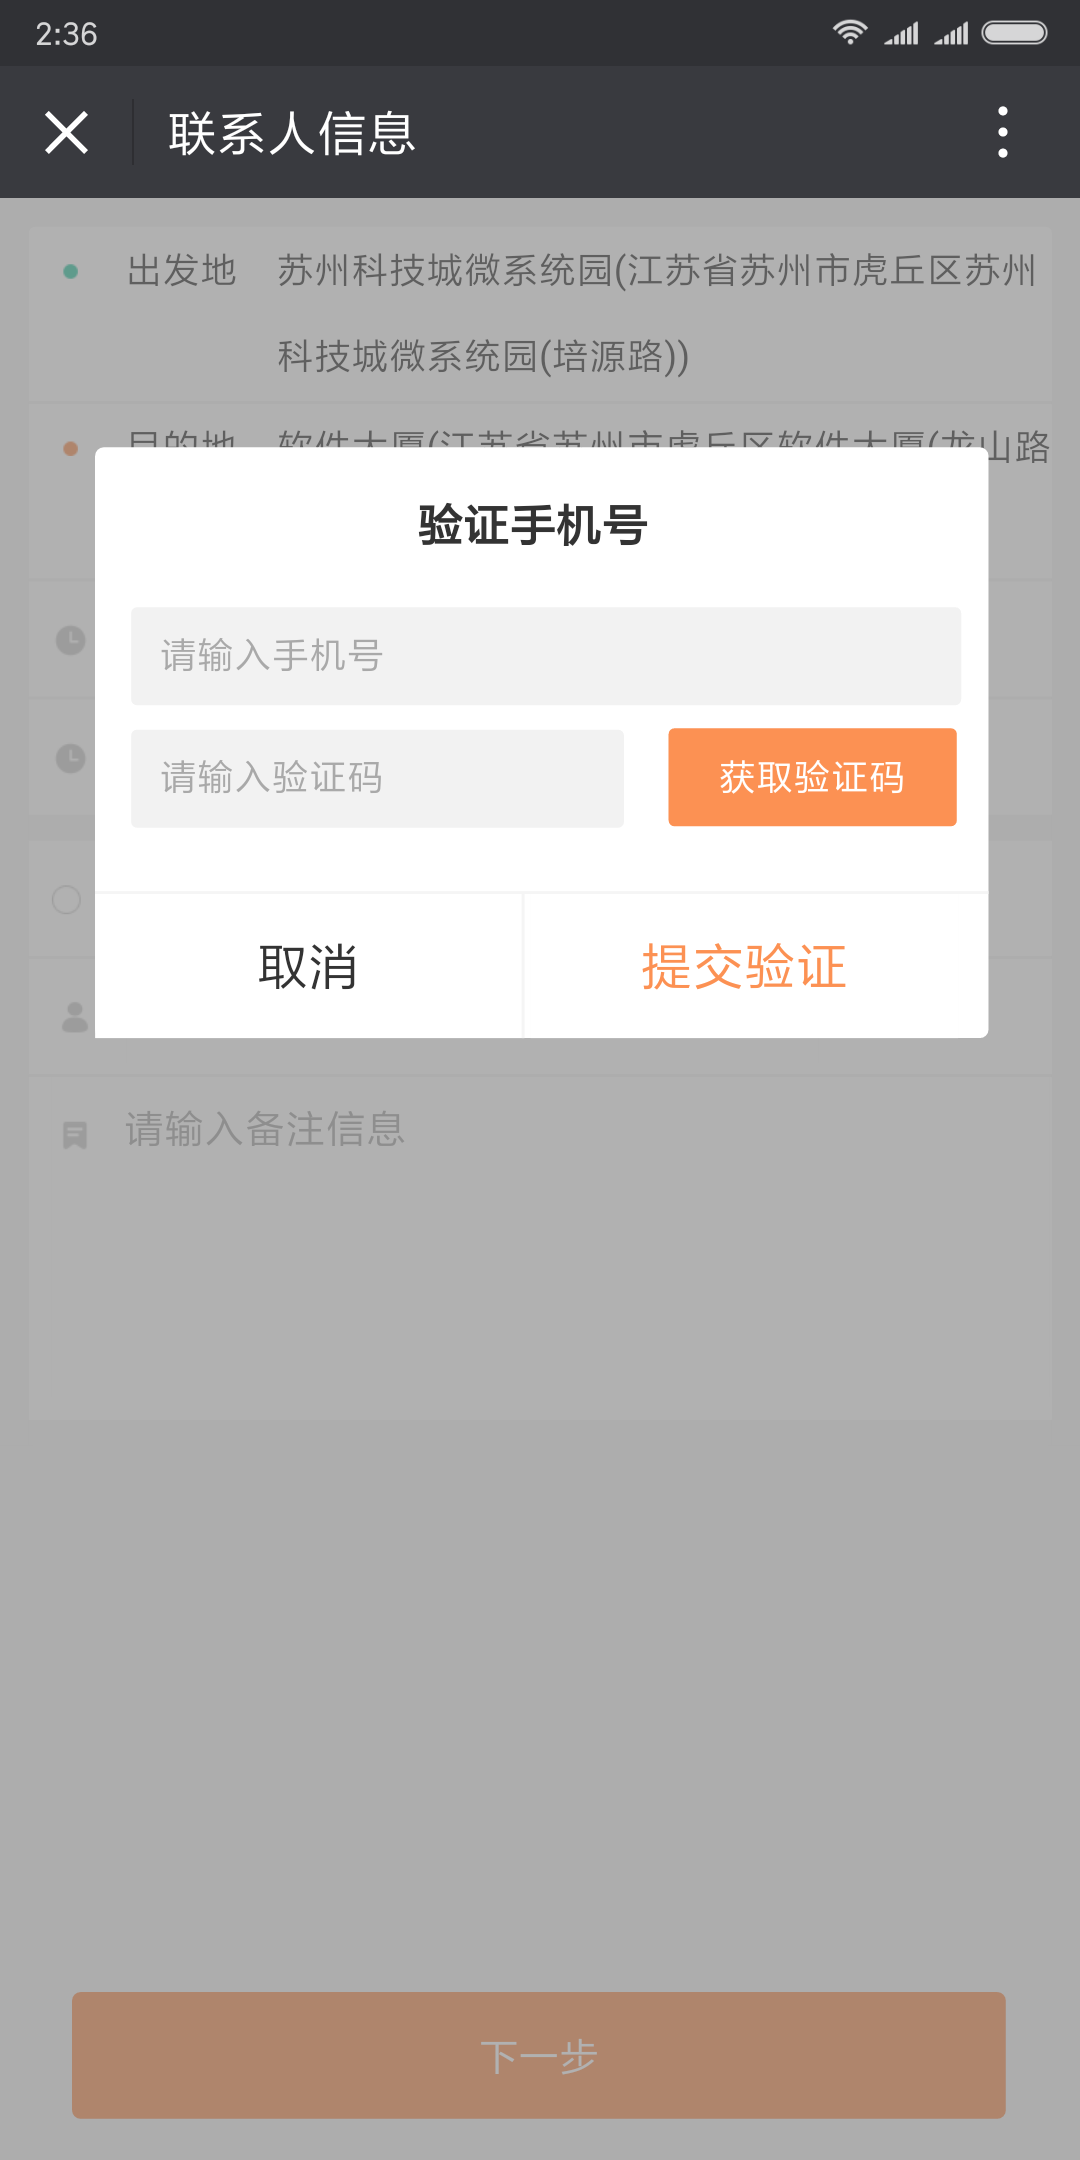 2:36
联系人信息
出发地 苏州科技城微系统园(江苏省苏州市虎丘区苏州
科技城微系统园(培源路))
目的地 软件大厦(江苏省苏州市虎丘区软件大厦(龙山路
验证手机号
请输入手机号
请输入验证码 获取验证码
取消 提交验证
请输入备注信息
下一步